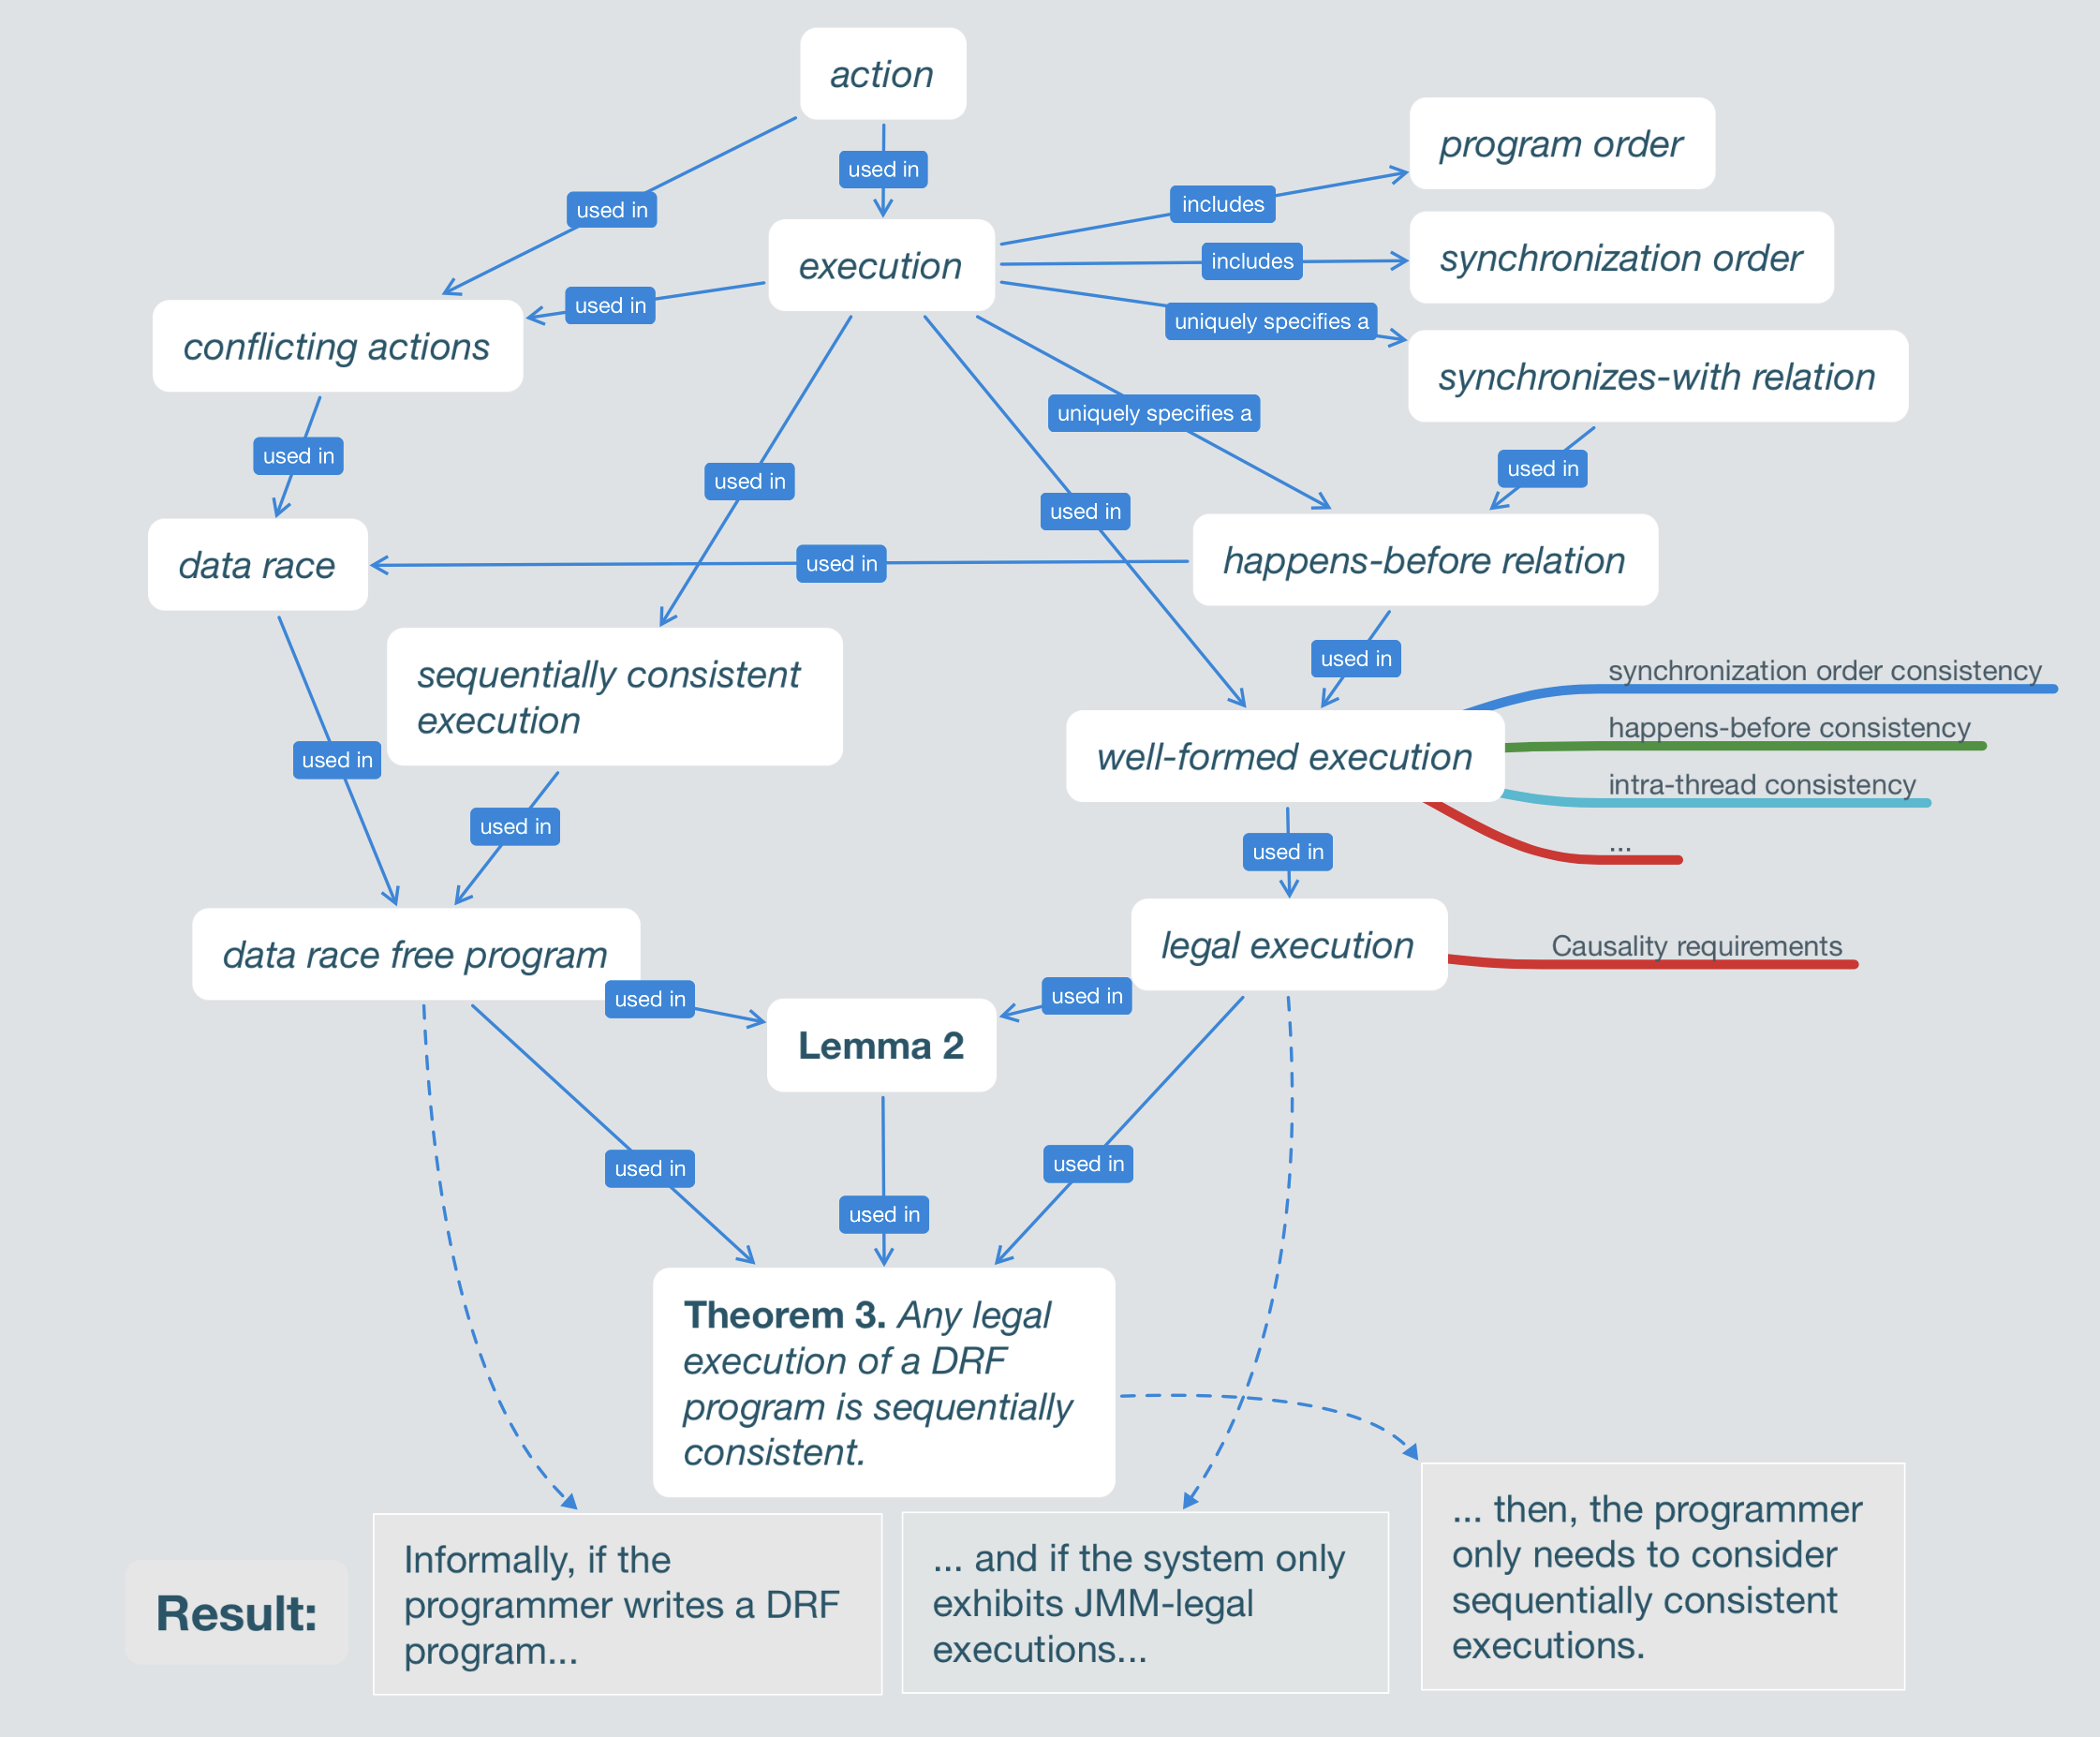 action
used in
used in
program order
includes
synchronization order
includes
execution
used in
uniquely specifies a
conflicting actions
synchronizes-with relation
uniquely specifies a
used in
used in
used in
used in
data race
used in
happens-before relation
used in
sequentially consistent
execution
synchronization order consistency
happens-before consistency
intra-thread consistency
...
well-formed execution
used in
used in
used in
data race free program
legal execution
Causality requirements
used in
used in
Lemma 2
used in
used in
used in
Theorem 3. Any legal
execution of a DRF
program is sequentially
consistent.
Result:
Informally, if the
programmer writes a DRF
program...
... and if the system only
exhibits JMM-legal
executions...
... then, the programmer
only needs to consider
sequentially consistent
executions.